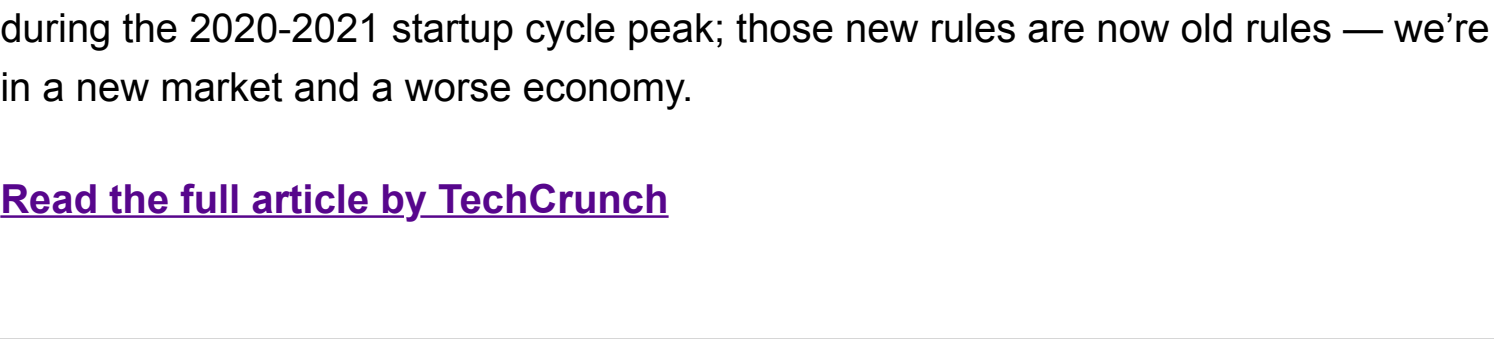 during the 2020-2021 startup cycle peak; those new rules are now old rules — we’re
in a new market and a worse economy.
Read the full article by TechCrunch